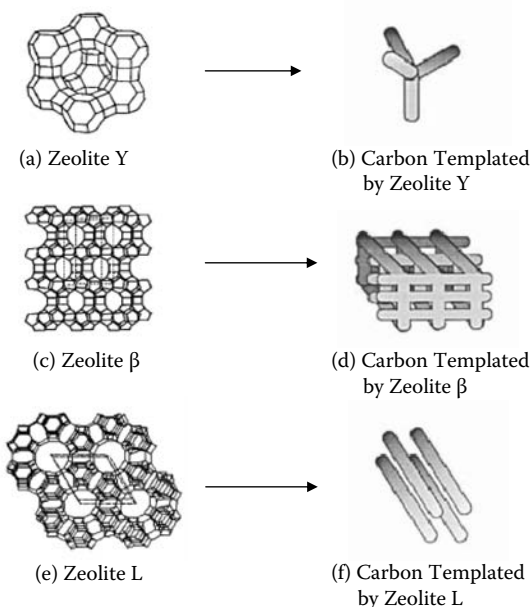 (a) Zeolite Y
(b) Carbon Templated
by Zeolite Y
(c) Zeolite β
(d) Carbon Templated
by Zeolite β
(e) Zeolite L
(f) Carbon Templated
by Zeolite L